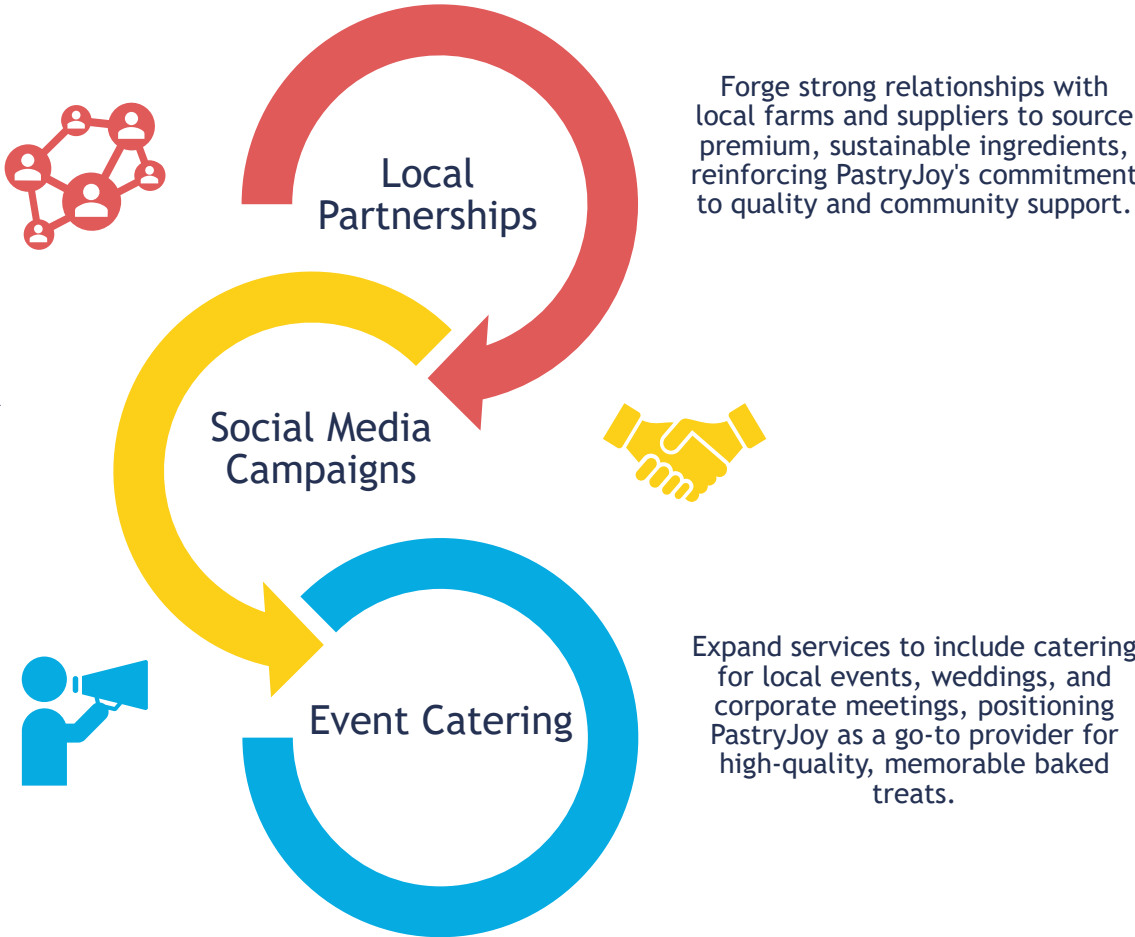 Local
Partnerships
Forge strong relationships with
local farms and suppliers to source
premium, sustainable ingredients,
reinforcing PastryJoy's commitment
to quality and community support.
Social Media
Campaigns
Event Catering
Expand services to include catering
for local events, weddings, and
corporate meetings, positioning
PastryJoy as a go-to provider for
high-quality, memorable baked
treats.